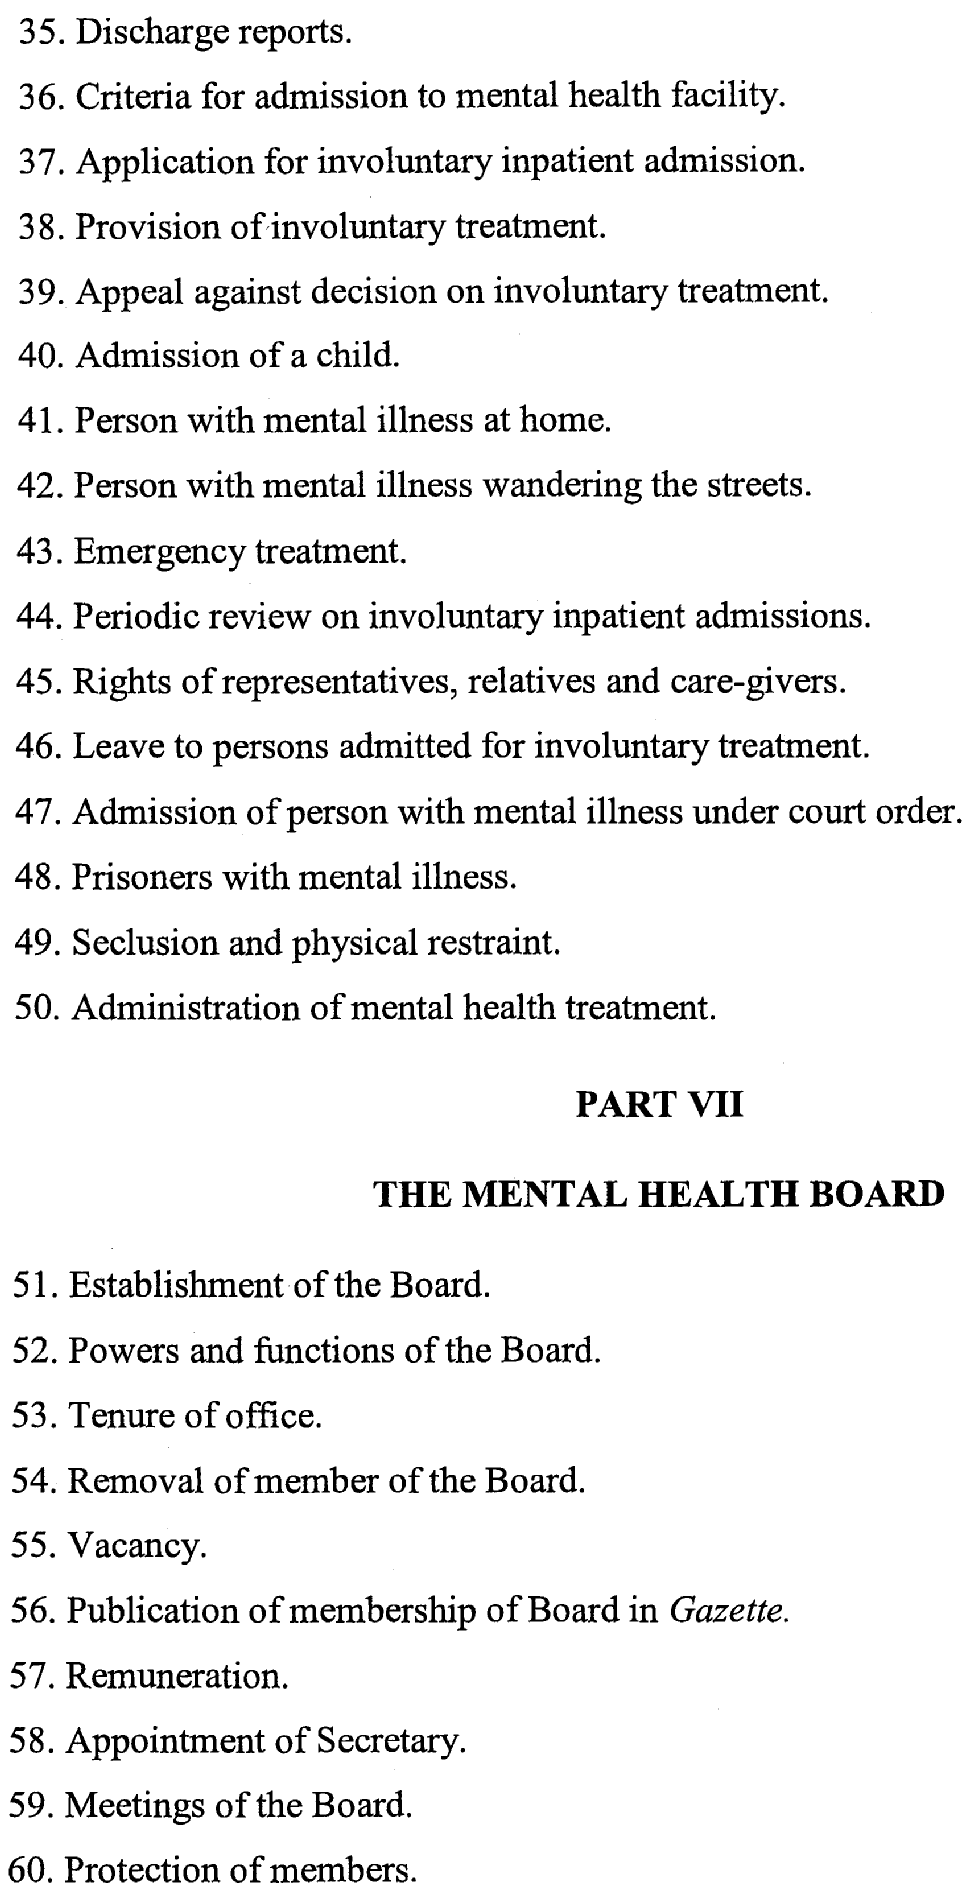 35. Discharge reports.
36. Criteria for admission to mental health facility.
37. Application for involuntary inpatient admission.
38. Provision of involuntary treatment.
39. Appeal against decision on involuntary treatment.
40. Admission of a child.
41. Person with mental illness at home.
42. Person with mental illness wandering the streets.
43. Emergency treatment.
44. Periodic review on involuntary inpatient admissions.
45. Rights of representatives, relatives and care-givers.
46. Leave to persons admitted for involuntary treatment.
47. Admission of person with mental illness under court order.
48. Prisoners with mental illness.
49. Seclusion and physical restraint.
50. Administration of mental health treatment.
PART VII
THE MENTAL HEALTH BOARD
51. Establishment of the Board.
52. Powers and functions of the Board.
53. Tenure of office.
54. Removal of member of the Board.
55. Vacancy.
56. Publication of membership of Board in Gazette.
57. Remuneration.
58. Appointment of Secretary.
59. Meetings of the Board.
60. Protection of members.